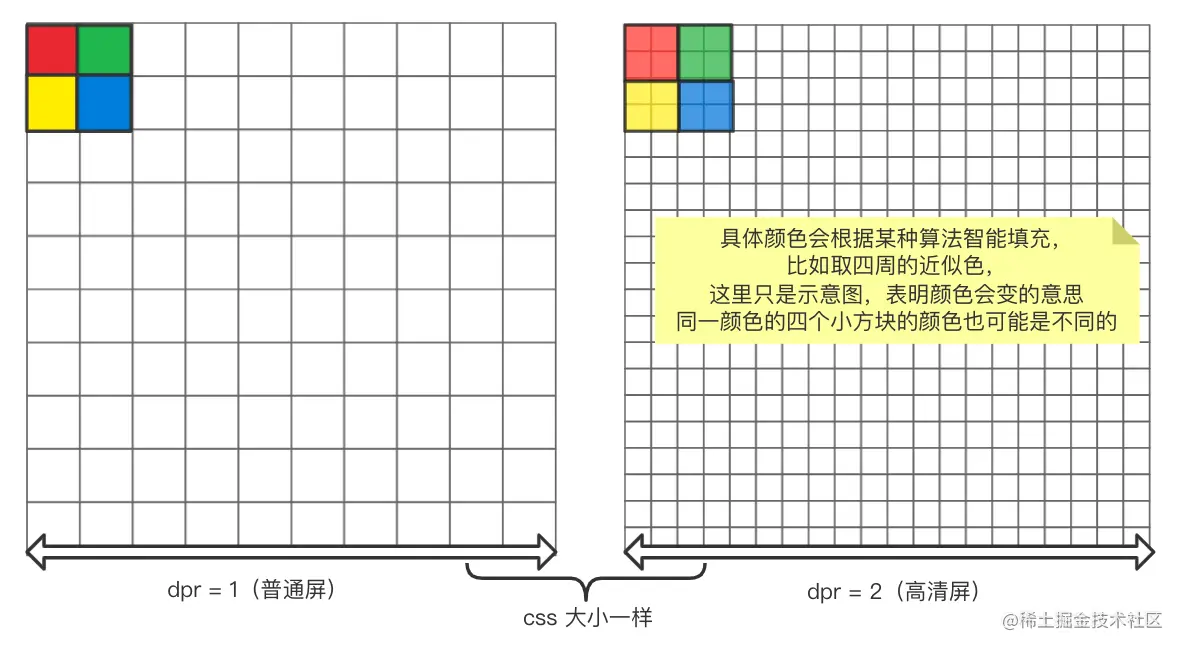 具体颜色会根据某种算法智能填充，
比如取四周的近似色，
这里只是示意图，表明颜色会变的意思
同一颜色的四个小方块的颜色也可能是不同的
dpr = 1（普通屏）
dpr = 2（高清屏）
css 大小一样
@稀土掘金技术社区